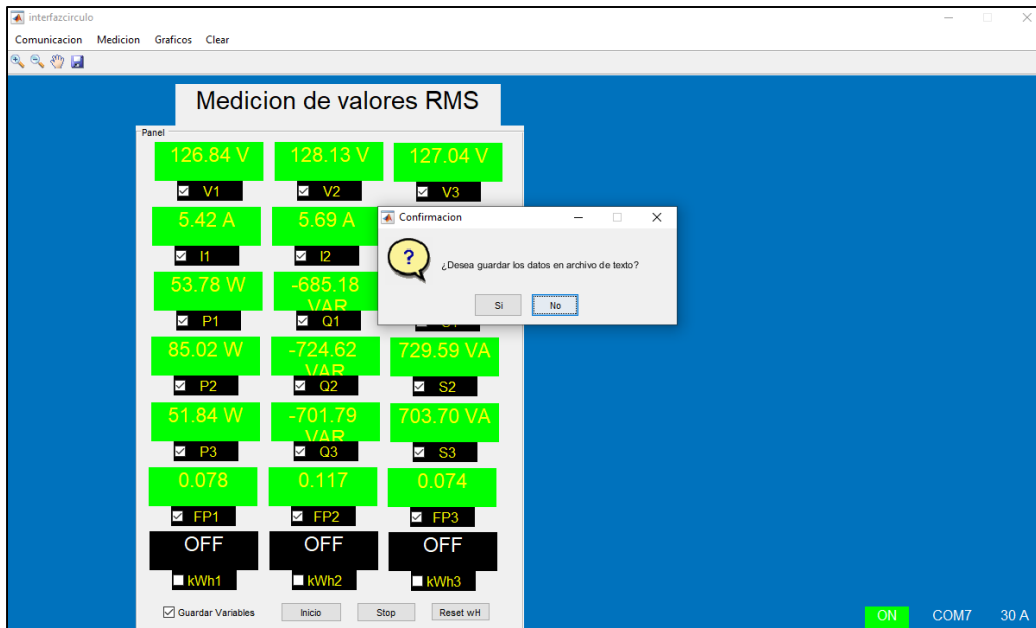 interfazcirculo
Comunicacion Medicion Graficos Clear
Medicion de valores RMS
Panel
126.84 V 128.13 V 127.04 V
V1 V2 V3
5.42 A 5.69 A
I1 I2
Confirmacion
¿Desea guardar los datos en archivo de texto?
Si No
53.78 W -685.18
VAR
P1 Q1
85.02 W -724.62 729.59 VA
VAR
P2 Q2 S2
51.84 W -701.79 703.70 VA
VAR
P3 Q3 S3
0.078 0.117 0.074
FP1 FP2 FP3
OFF OFF OFF
kWh1 kWh2 kWh3
Guardar Variables Inicio Stop Reset wH
ON COM7 30 A